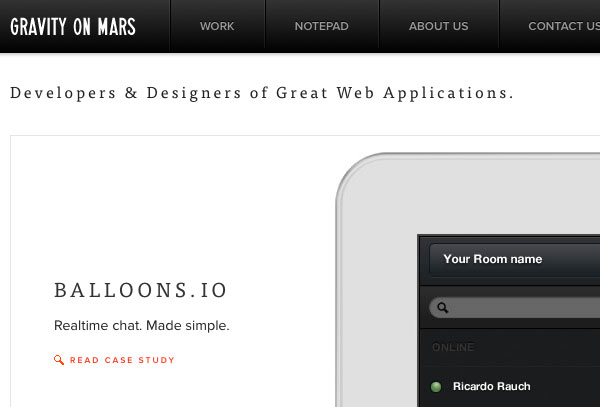 GRAVITY ON MARS
WORK
NOTEPAD
ABOUT US
CONTACT US
Developers & Designers of Great Web Applications.
Your Room name
BALLOONS.IO
Realtime chat. Made simple.
ONLINE
READ CASE STUDY
Ricardo Rauch